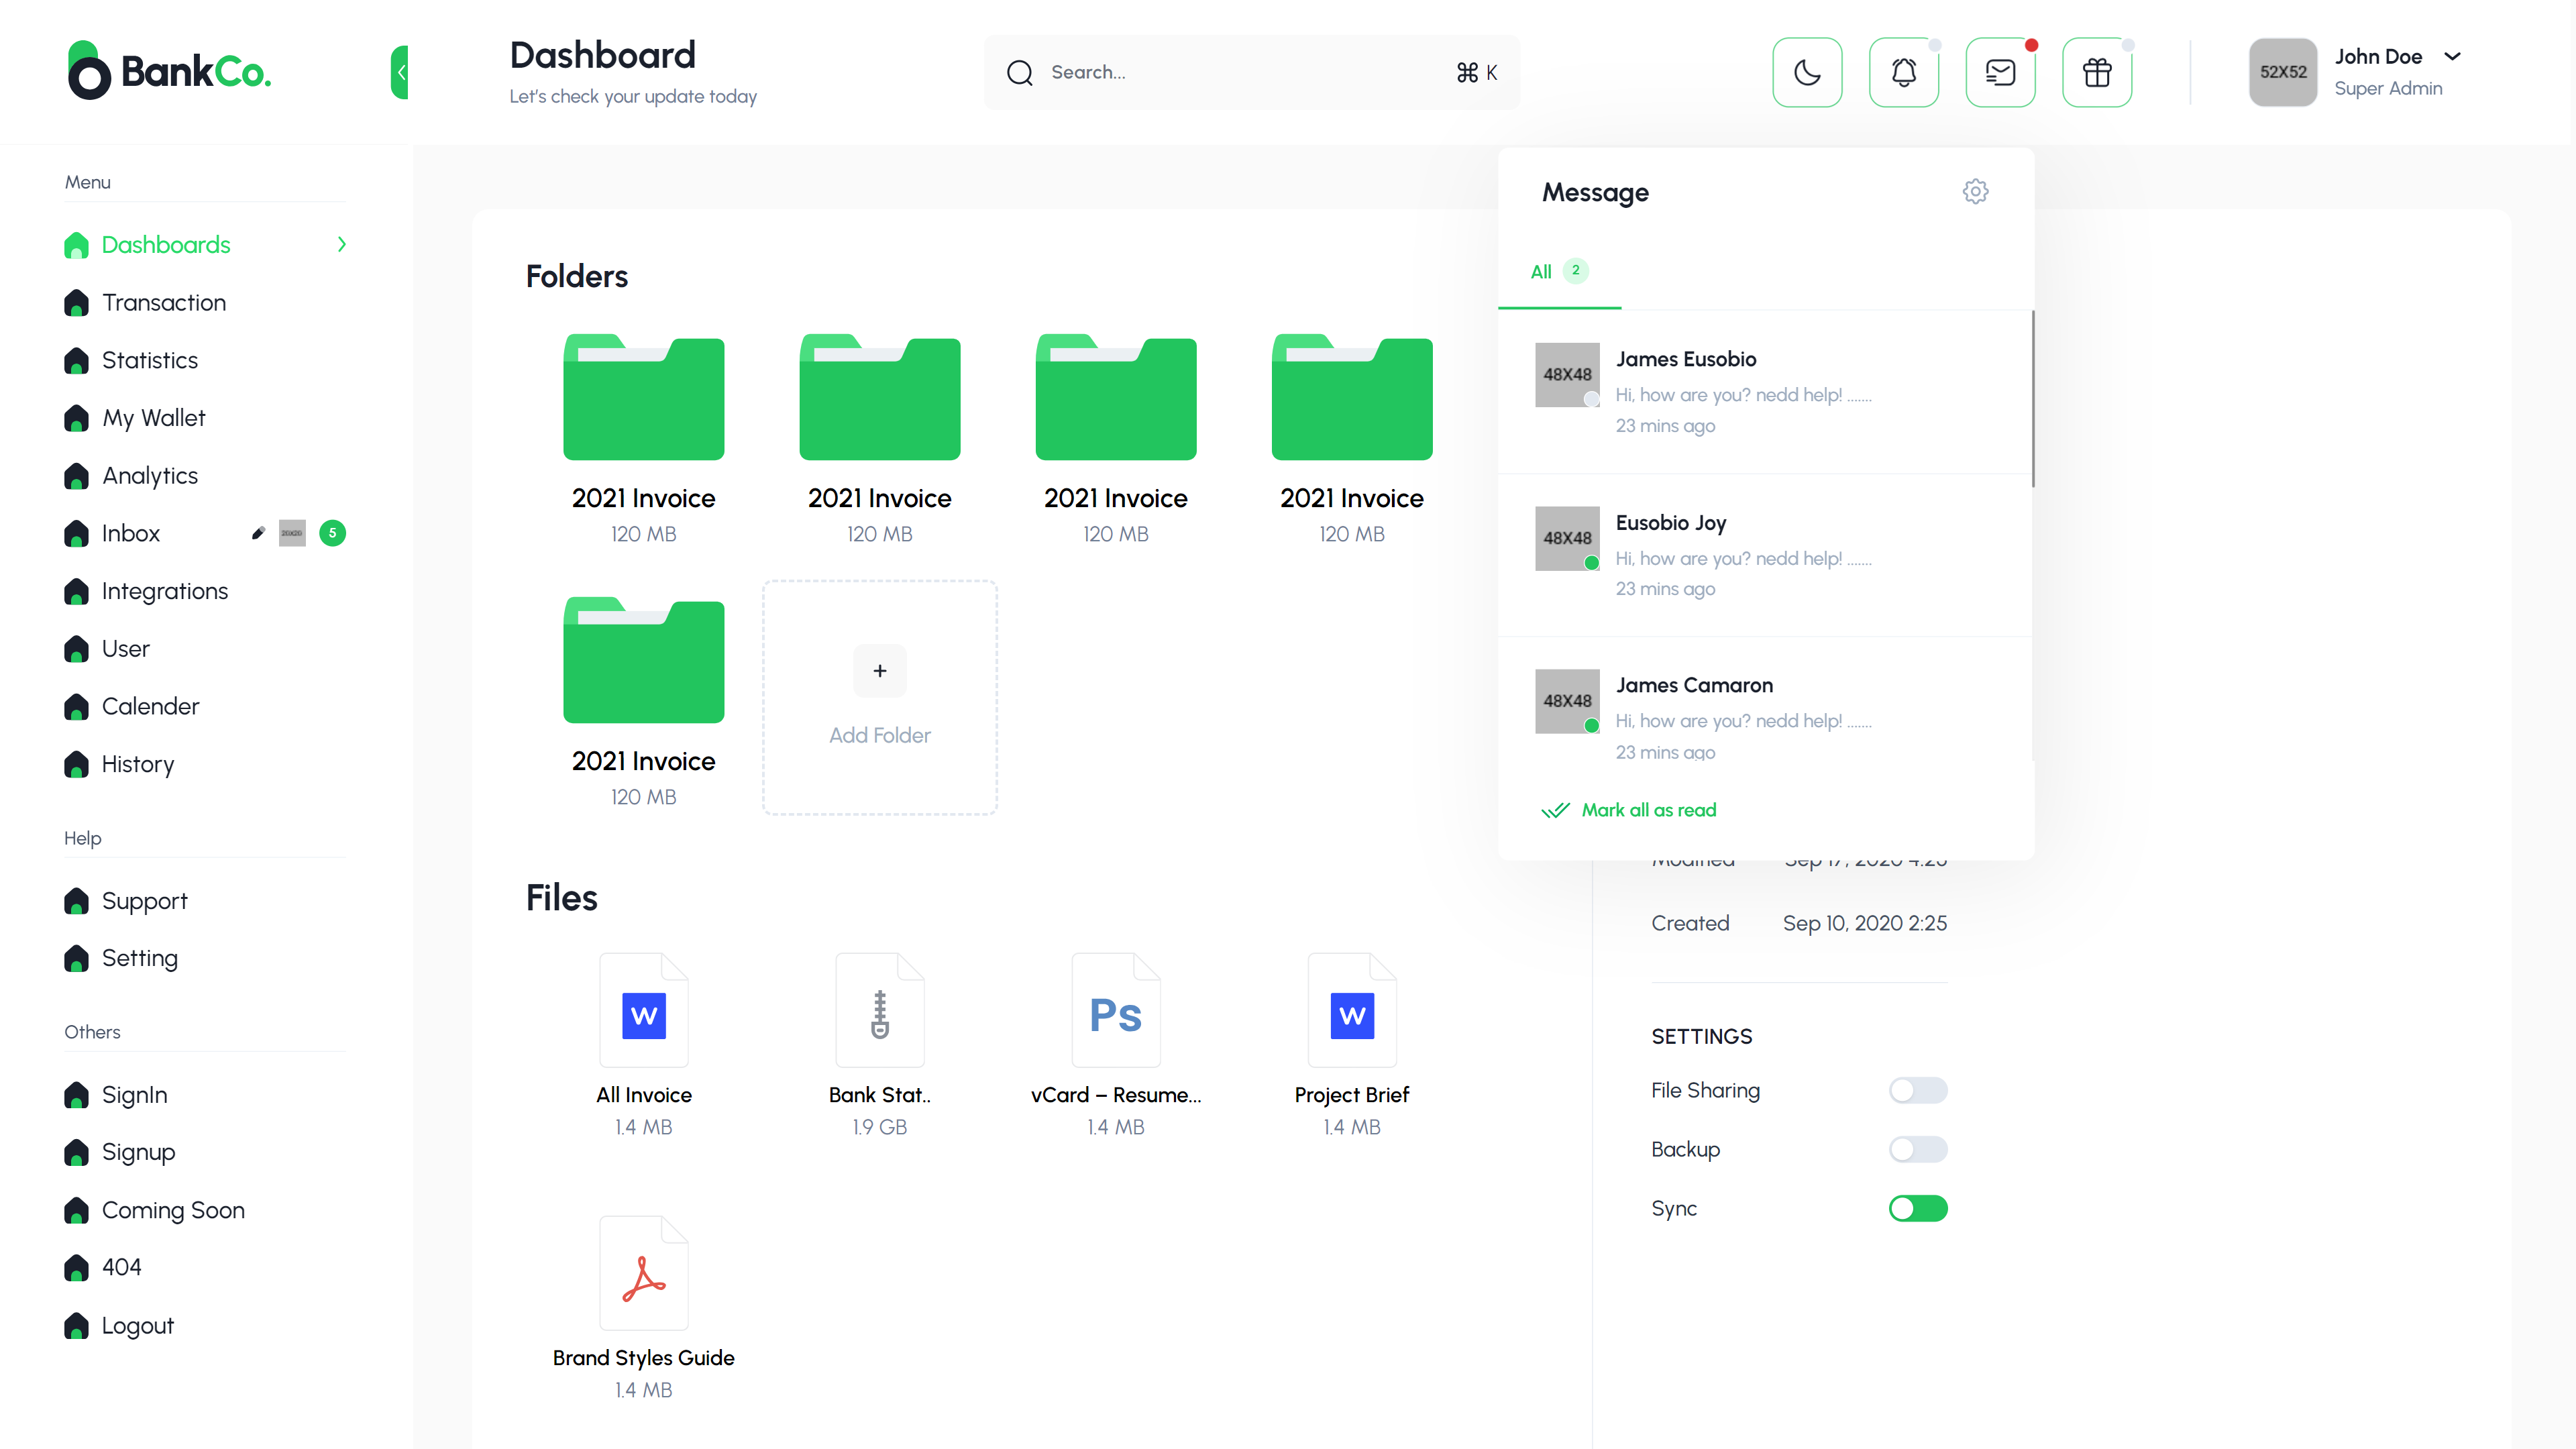 BankCo.
Dashboard
Let's check your update today
Search...
⌘ K
52X52
John Doe
Super Admin
Menu
Dashboards
Transaction
Statistics
My Wallet
Analytics
Inbox
5
Integrations
User
Calender
History
Help
Support
Setting
Others
SignIn
Signup
Coming Soon
404
Logout
Folders
2021 Invoice
120 MB
2021 Invoice
120 MB
2021 Invoice
120 MB
2021 Invoice
120 MB
2021 Invoice
120 MB
+
Add Folder
Files
W
All Invoice
1.4 MB
Bank Stat..
1.9 GB
Ps
vCard – Resume...
1.4 MB
W
Project Brief
1.4 MB
Brand Styles Guide
1.4 MB
Message
All 2
48X48
James Eusobio
Hi, how are you? nedd help! .......
23 mins ago
48X48
Eusobio Joy
Hi, how are you? nedd help! .......
23 mins ago
48X48
James Camaron
Hi, how are you? nedd help! .......
23 mins ago
Mark all as read
Modified Sep 17, 2020 4:25
Created Sep 10, 2020 2:25
SETTINGS
File Sharing
Backup
Sync